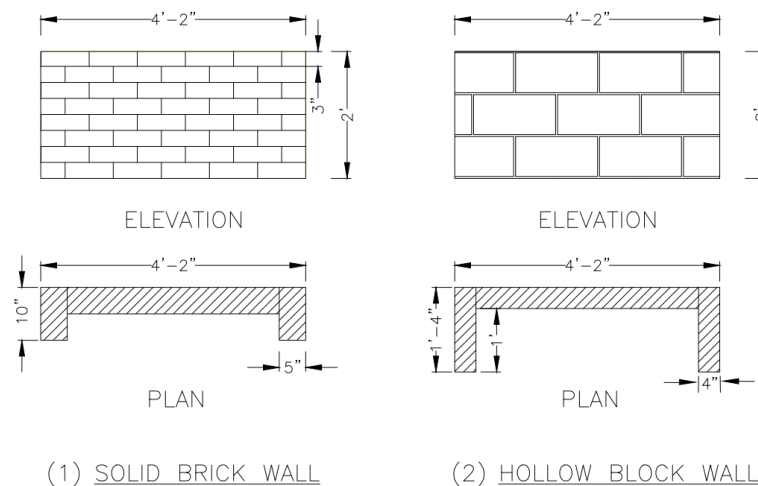 4'-2"
4'-2"
3"
2'
ELEVATION
ELEVATION
4'-2"
4'-2"
10"
5"
1'-4"
1'
4"
PLAN
PLAN
(1) SOLID BRICK WALL
(2) HOLLOW BLOCK WALL